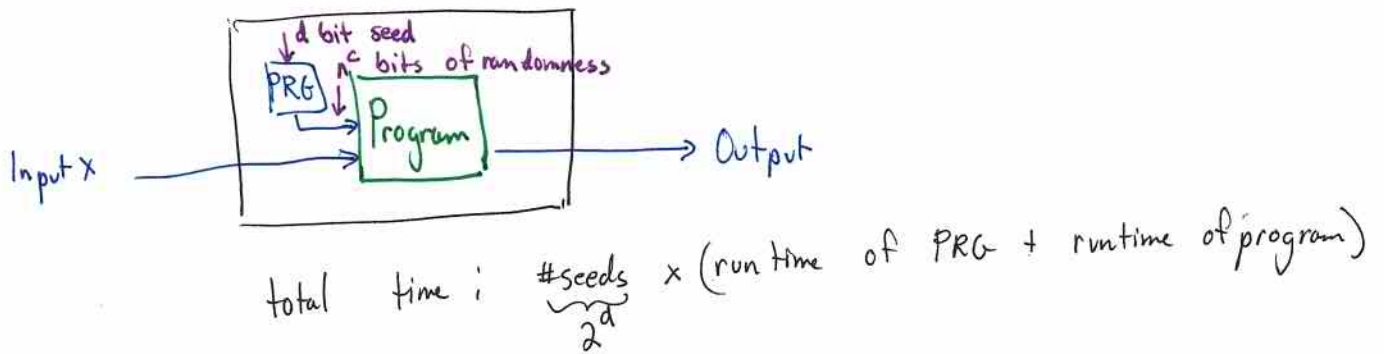 d bit seed
n^c bits of randomness
PRG
Program
Input x
Output
total time : #seeds x (run time of PRG + runtime of program)
2^d